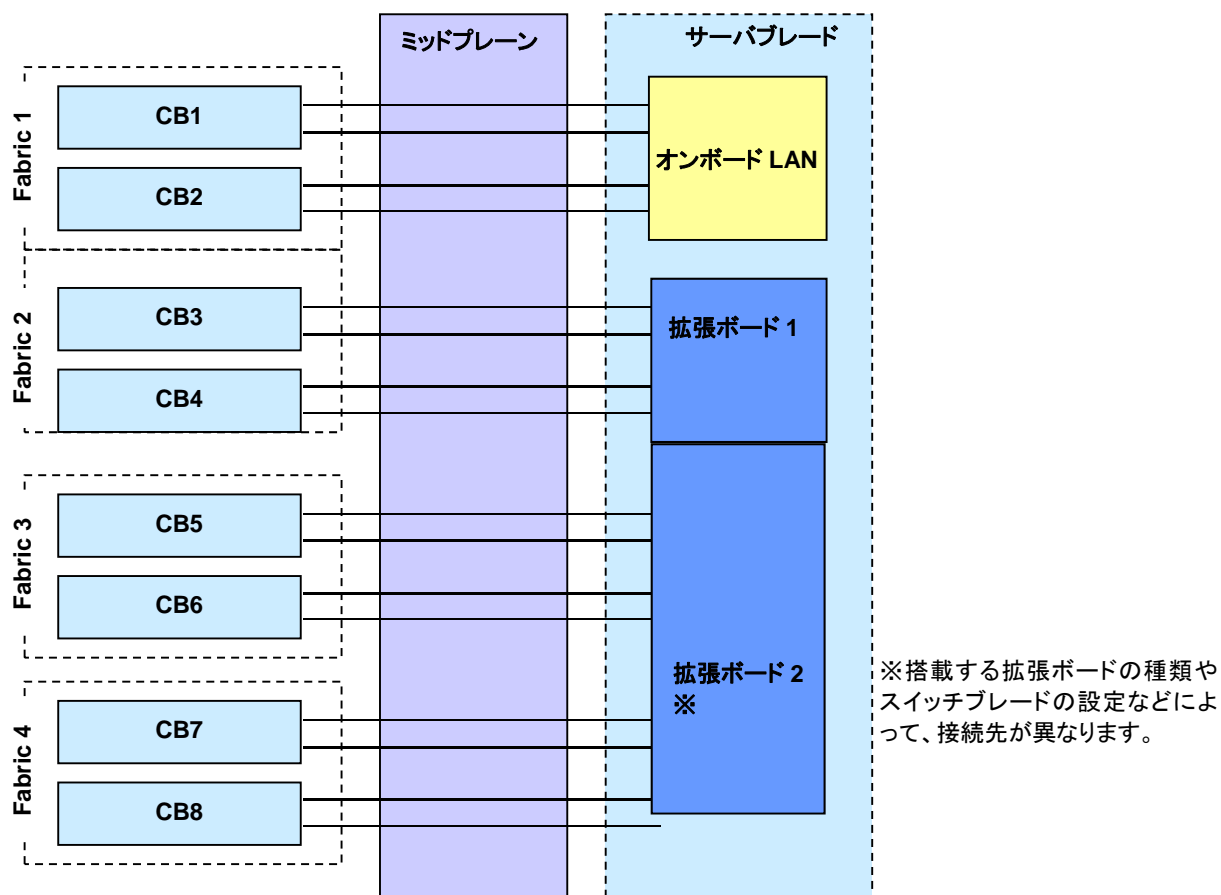 ミッドプレーン
サーバブレード
Fabric 1
CB1
CB2
オンボード LAN
Fabric 2
CB3
CB4
拡張ボード 1
Fabric 3
CB5
CB6
拡張ボード 2
※
Fabric 4
CB7
CB8
※搭載する拡張ボードの種類や
スイッチブレードの設定などによ
って、接続先が異なります。